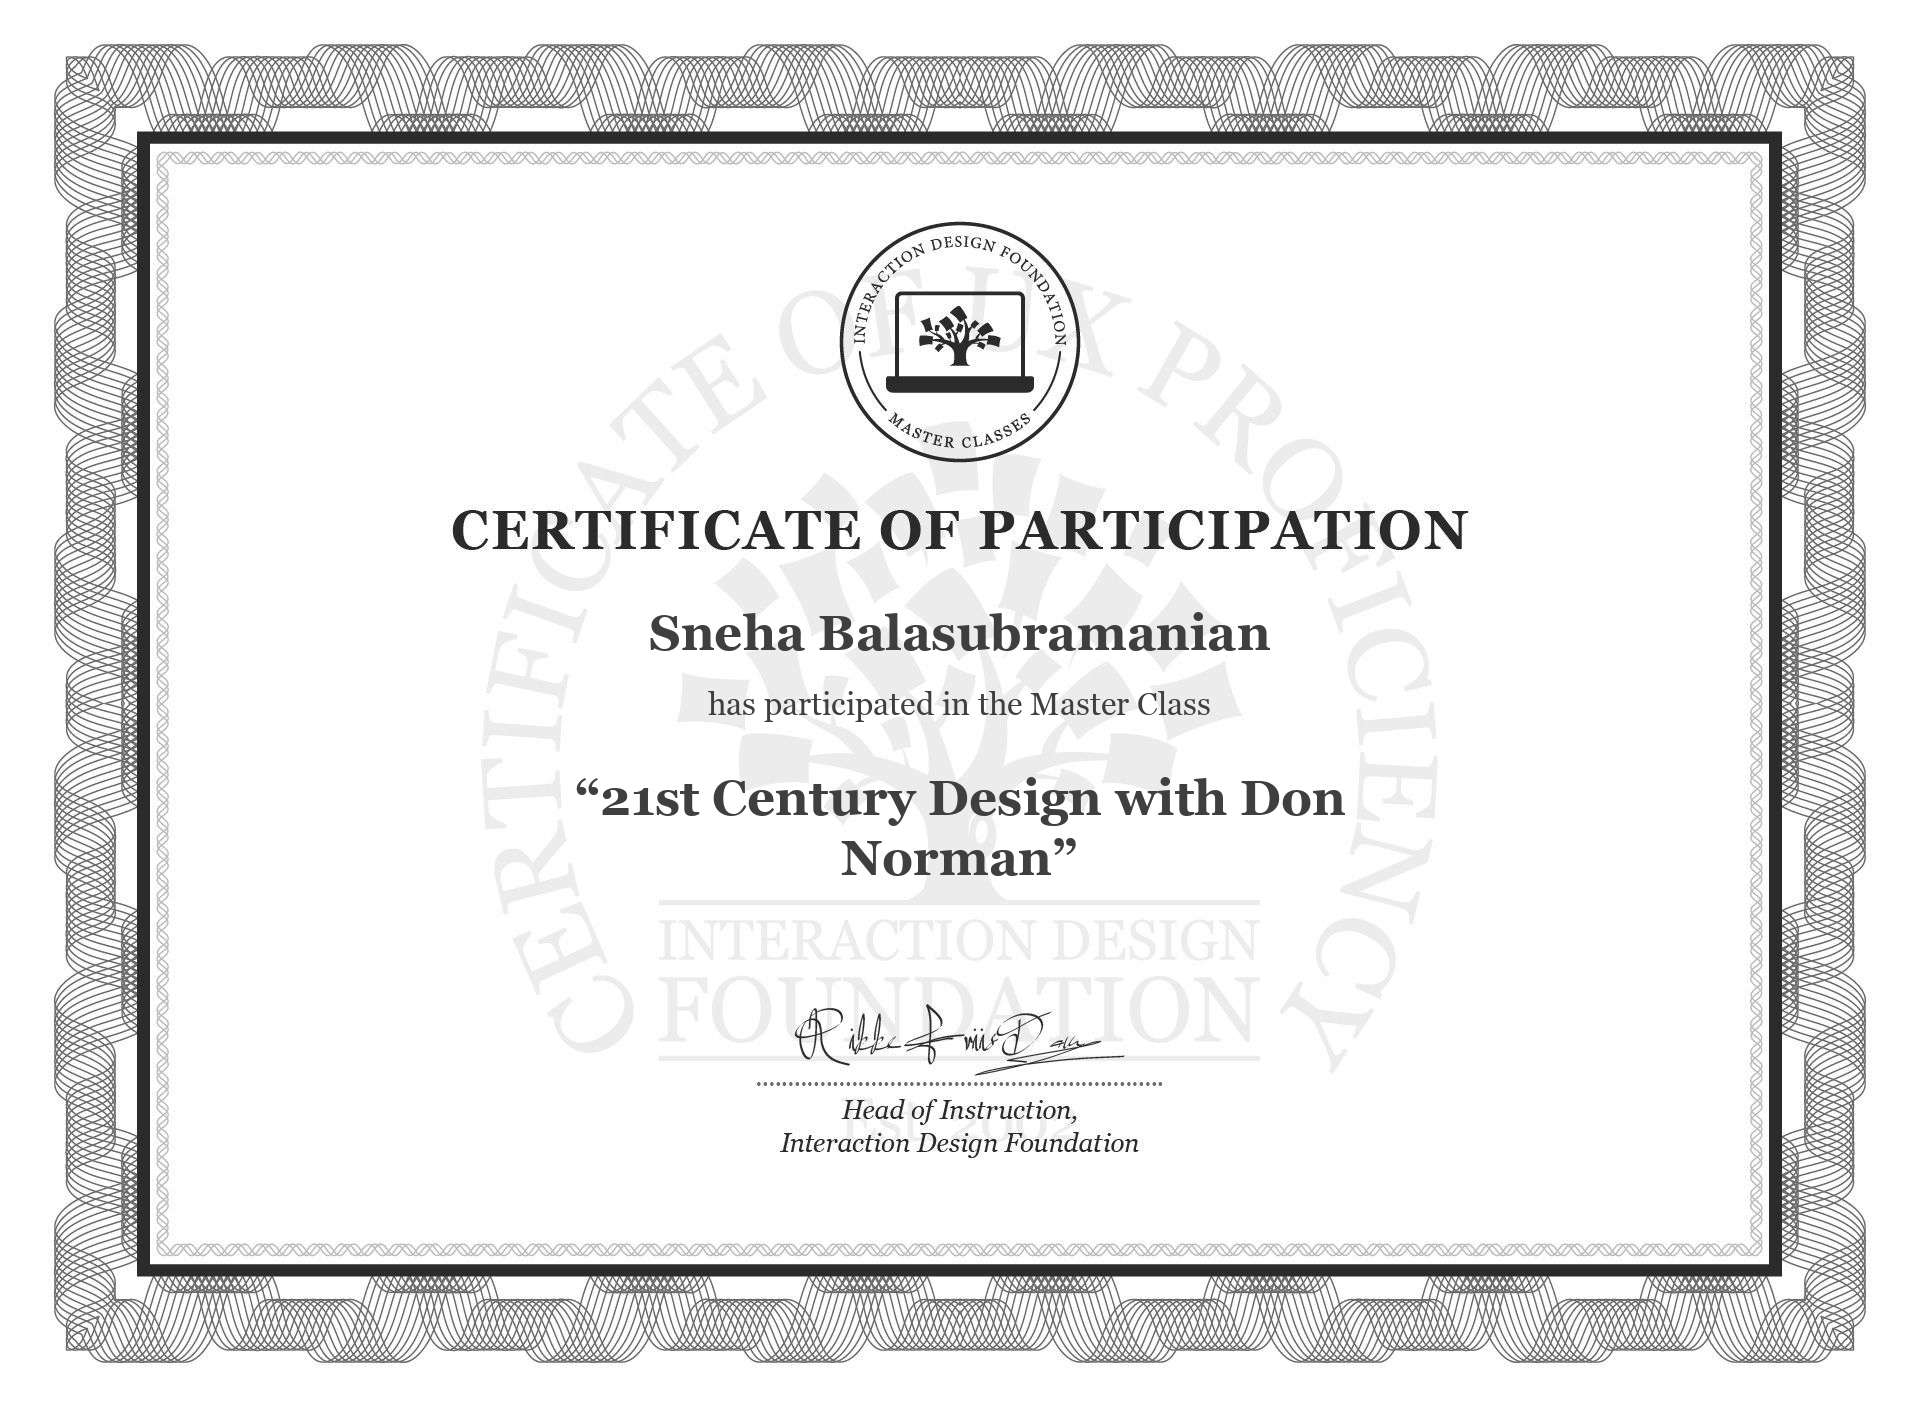 INTERACTION DESIGN FOUNDATION
MASTER CLASSES
CERTIFICATE OF UX PROFICIENCY
CERTIFICATE OF PARTICIPATION
Sneha Balasubramanian
has participated in the Master Class
“21st Century Design with Don
Norman”
INTERACTION DESIGN
FOUNDATION
Rikke Friis Dam
Est. 2002
Head of Instruction,
Interaction Design Foundation